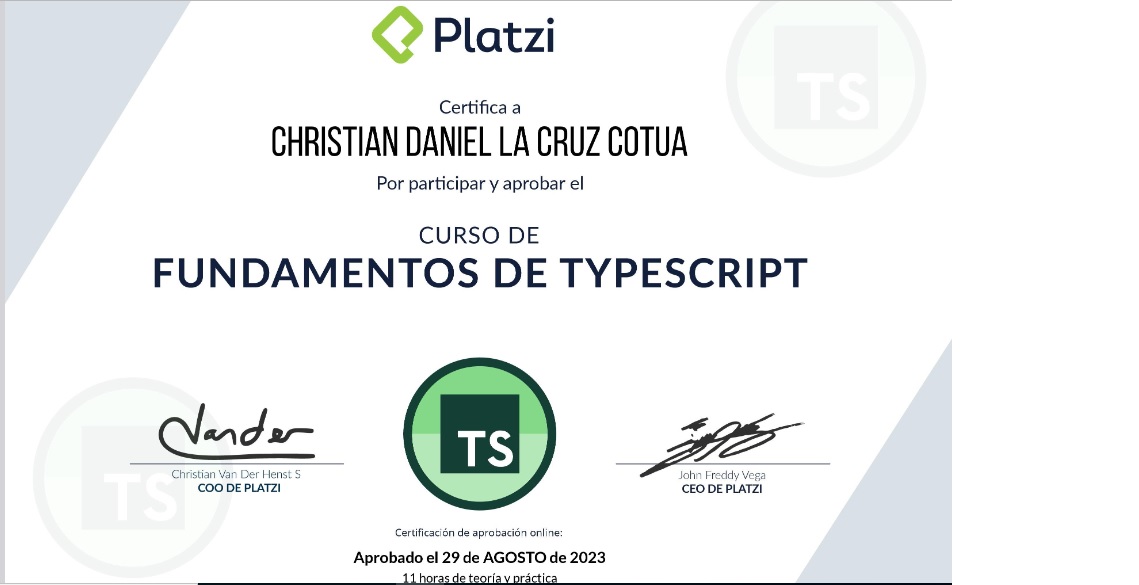 Platzi
TS
Certifica a
CHRISTIAN DANIEL LA CRUZ COTUA
Por participar y aprobar el
CURSO DE
FUNDAMENTOS DE TYPESCRIPT
Vander
TS
Christian Van Der Henst S
COO DE PLATZI
TS
John Freddy Vega
CEO DE PLATZI
Certificación de aprobación online:
Aprobado el 29 de AGOSTO de 2023
11 horas de teoría y práctica